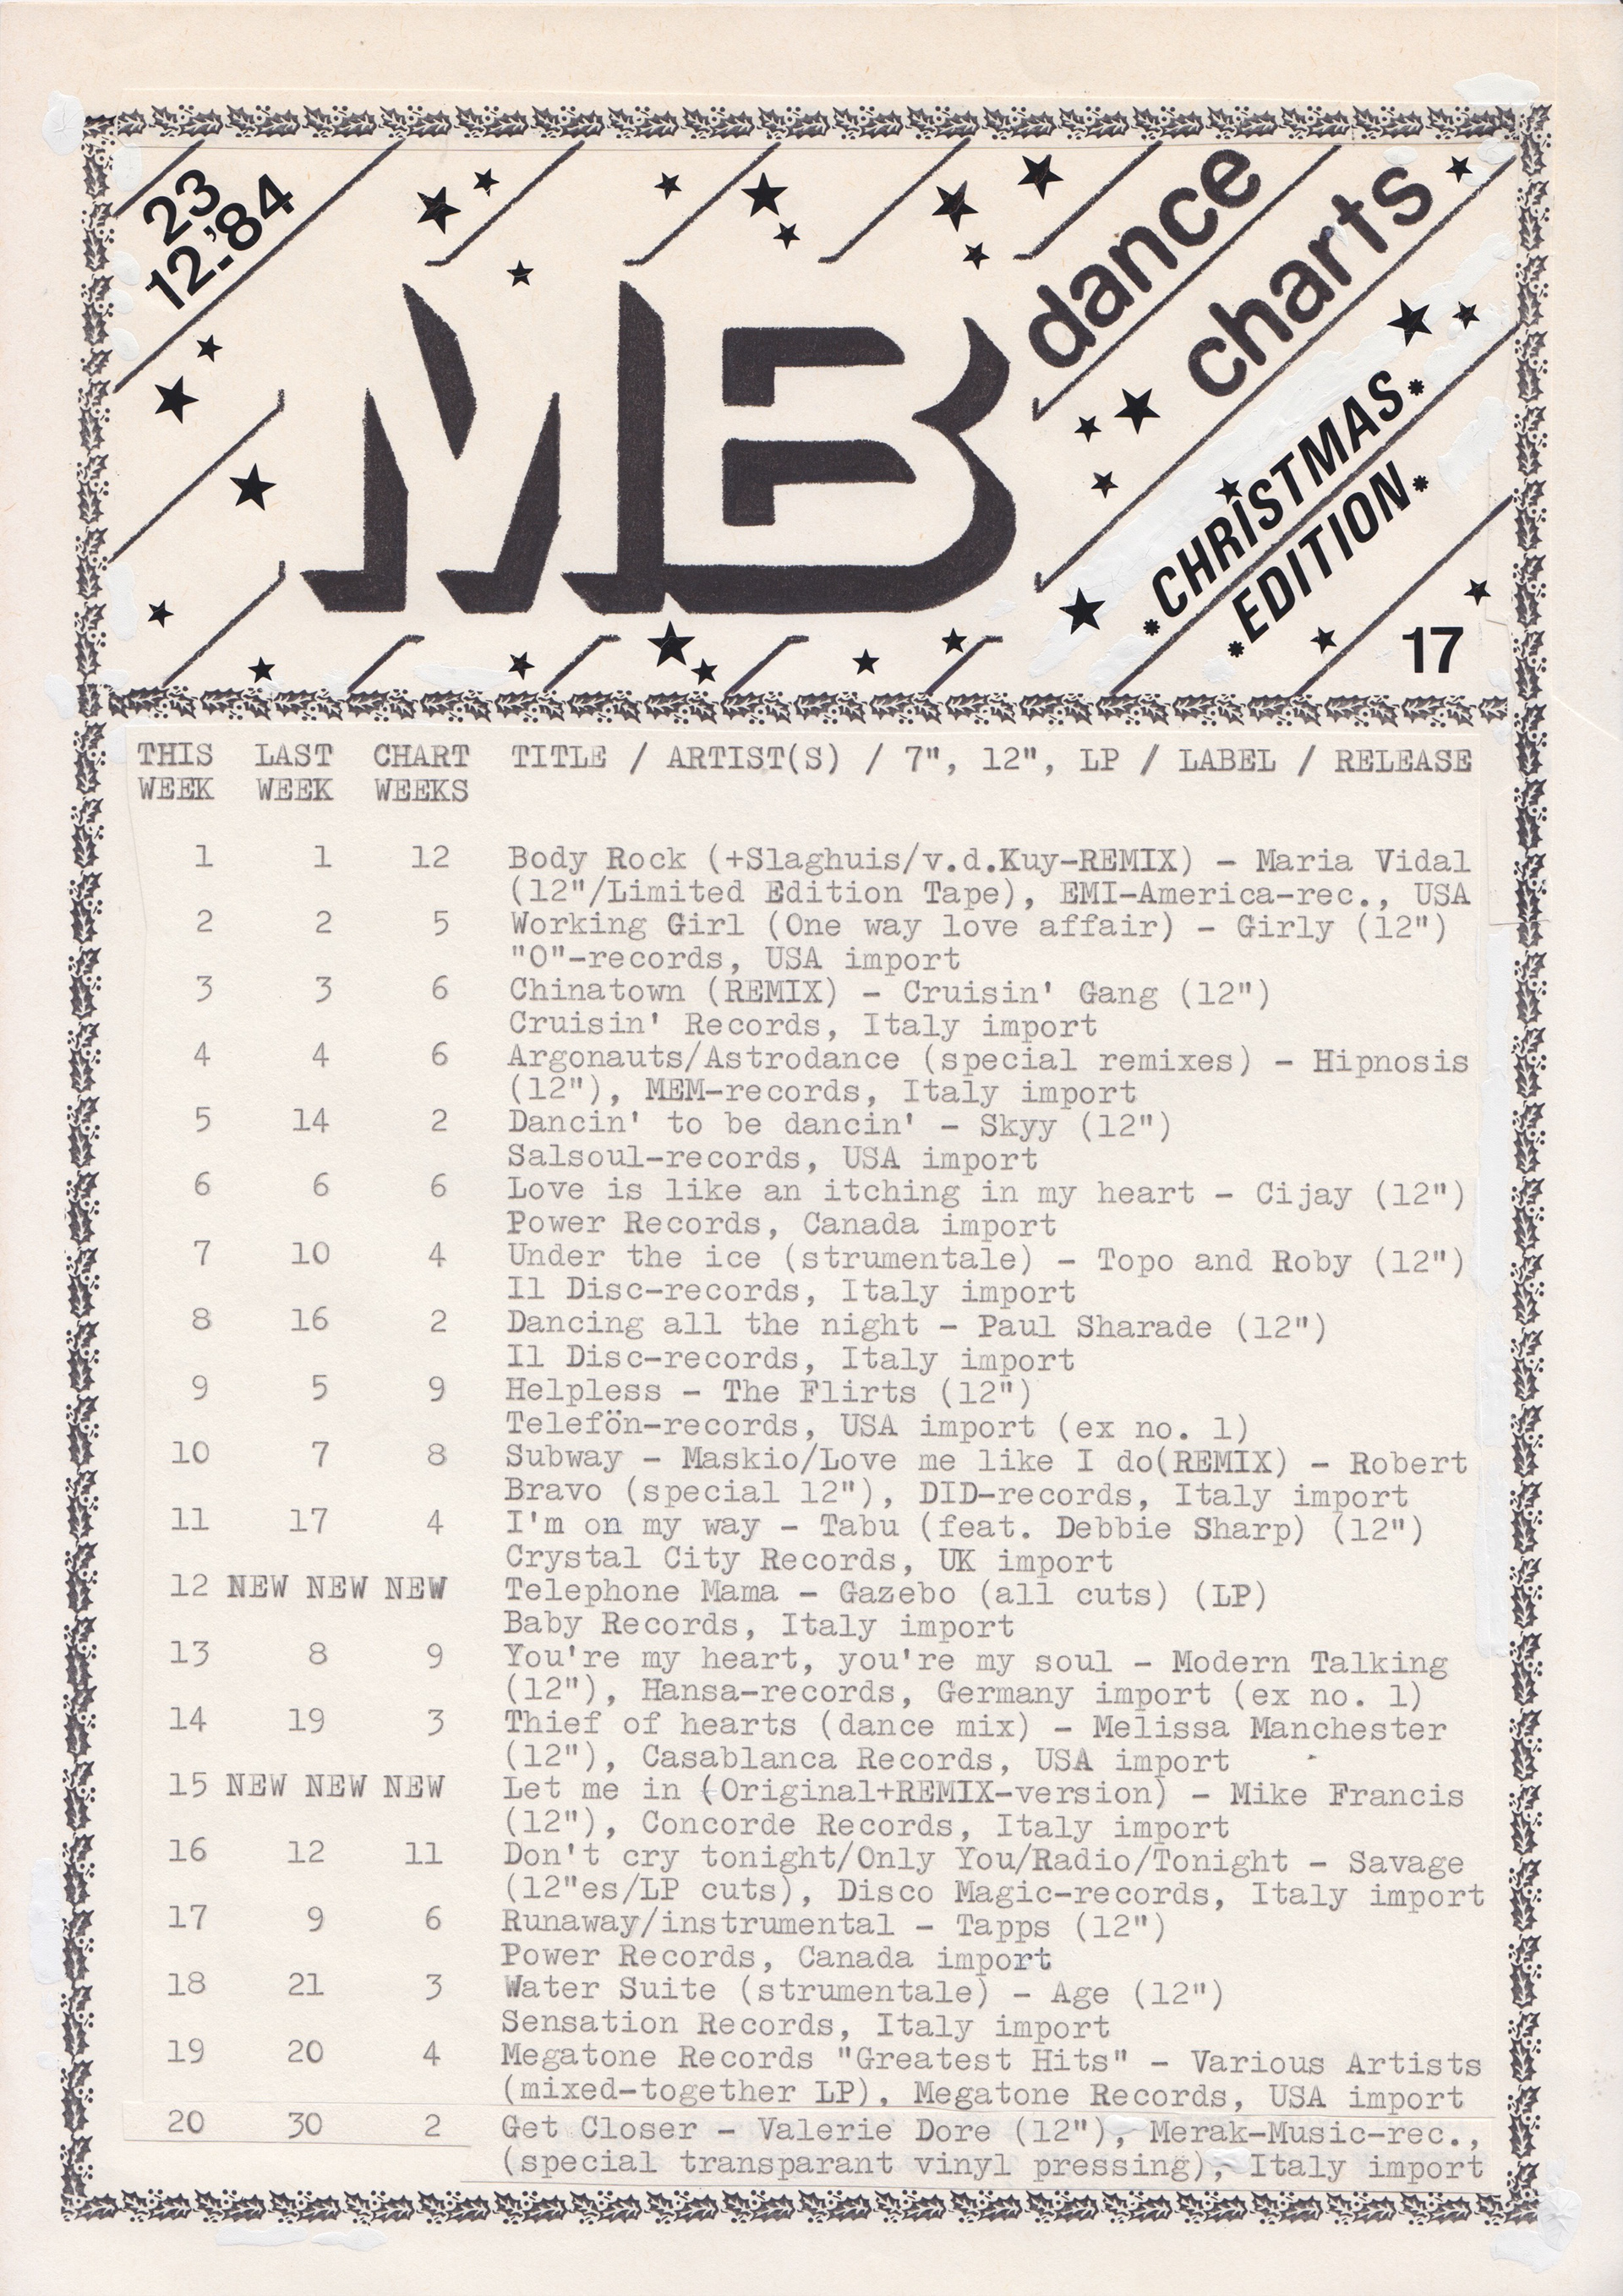 23
12.'84
MB
dance
charts
*CHRISTMAS*
*EDITION*
17
THIS LAST CHART TITLE / ARTIST(S) / 7", 12", LP / LABEL / RELEASE
WEEK WEEK WEEKS
1 1 12 Body Rock (+Slaghuis/v.d.Kuy-REMIX) - Maria Vidal
(12"/Limited Edition Tape), EMI-America-rec., USA
2 2 5 Working Girl (One way love affair) - Girly (12")
"O"-records, USA import
3 3 6 Chinatown (REMIX) - Cruisin' Gang (12")
Cruisin' Records, Italy import
4 4 6 Argonauts/Astrodance (special remixes) - Hipnosis
(12"), MEM-records, Italy import
5 14 2 Dancin' to be dancin' - Skyy (12")
Salsoul-records, USA import
6 6 6 Love is like an itching in my heart - Cijay (12")
Power Records, Canada import
7 10 4 Under the ice (strumentale) - Topo and Roby (12")
Il Disc-records, Italy import
8 16 2 Dancing all the night - Paul Sharade (12")
Il Disc-records, Italy import
9 5 9 Helpless - The Flirts (12")
Telefön-records, USA import (ex no. 1)
10 7 8 Subway - Maskio/Love me like I do(REMIX) - Robert
Bravo (special 12"), DID-records, Italy import
11 17 4 I'm on my way - Tabu (feat. Debbie Sharp) (12")
Crystal City Records, UK import
12 NEW NEW NEW Telephone Mama - Gazebo (all cuts) (LP)
Baby Records, Italy import
13 8 9 You're my heart, you're my soul - Modern Talking
(12"), Hansa-records, Germany import (ex no. 1)
14 19 3 Thief of hearts (dance mix) - Melissa Manchester
(12"), Casablanca Records, USA import
15 NEW NEW NEW Let me in (Original+REMIX-version) - Mike Francis
(12"), Concorde Records, Italy import
16 12 11 Don't cry tonight/Only You/Radio/Tonight - Savage
(12"es/LP cuts), Disco Magic-records, Italy import
17 9 6 Runaway/instrumental - Tapps (12")
Power Records, Canada import
18 21 3 Water Suite (strumentale) - Age (12")
Sensation Records, Italy import
19 20 4 Megatone Records "Greatest Hits" - Various Artists
(mixed-together LP), Megatone Records, USA import
20 30 2 Get Closer - Valerie Dore (12"), Merak-Music-rec.,
(special transparant vinyl pressing), Italy import